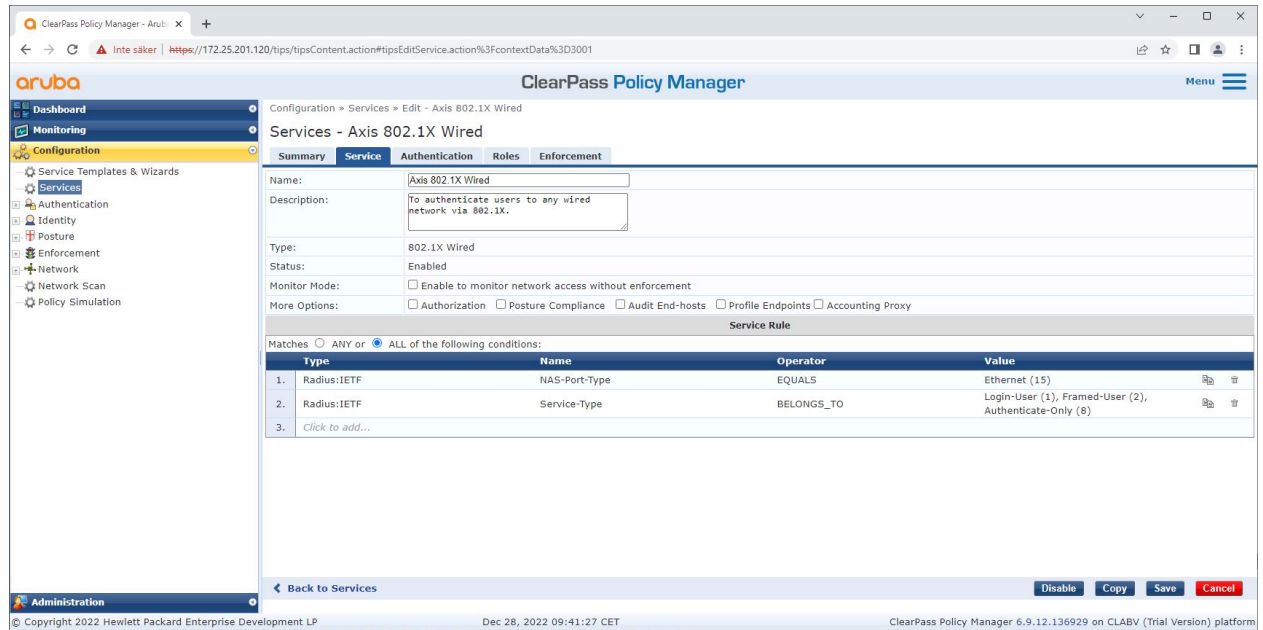 ClearPass Policy Manager - Arub
Inte säker | https://172.25.201.120/tips/tipsContent.action#tipsEditService.action%3FcontextData%3D3001
aruba
ClearPass Policy Manager
Menu
Dashboard
Monitoring
Configuration
Service Templates & Wizards
Services
Authentication
Identity
Posture
Enforcement
Network
Network Scan
Policy Simulation
Administration
Configuration » Services » Edit - Axis 802.1X Wired
Services - Axis 802.1X Wired
Summary Service Authentication Roles Enforcement
Name: Axis 802.1X Wired
Description: To authenticate users to any wired
network via 802.1X.
Type: 802.1X Wired
Status: Enabled
Monitor Mode: Enable to monitor network access without enforcement
More Options: Authorization Posture Compliance Audit End-hosts Profile Endpoints Accounting Proxy
Service Rule
Matches ANY or ALL of the following conditions:
Type Name Operator Value
1. Radius:IETF NAS-Port-Type EQUALS Ethernet (15)
2. Radius:IETF Service-Type BELONGS_TO Login-User (1), Framed-User (2),
Authenticate-Only (8)
3. Click to add...
Back to Services Disable Copy Save Cancel
© Copyright 2022 Hewlett Packard Enterprise Development LP Dec 28, 2022 09:41:27 CET ClearPass Policy Manager 6.9.12.136929 on CLABV (Trial Version) platform